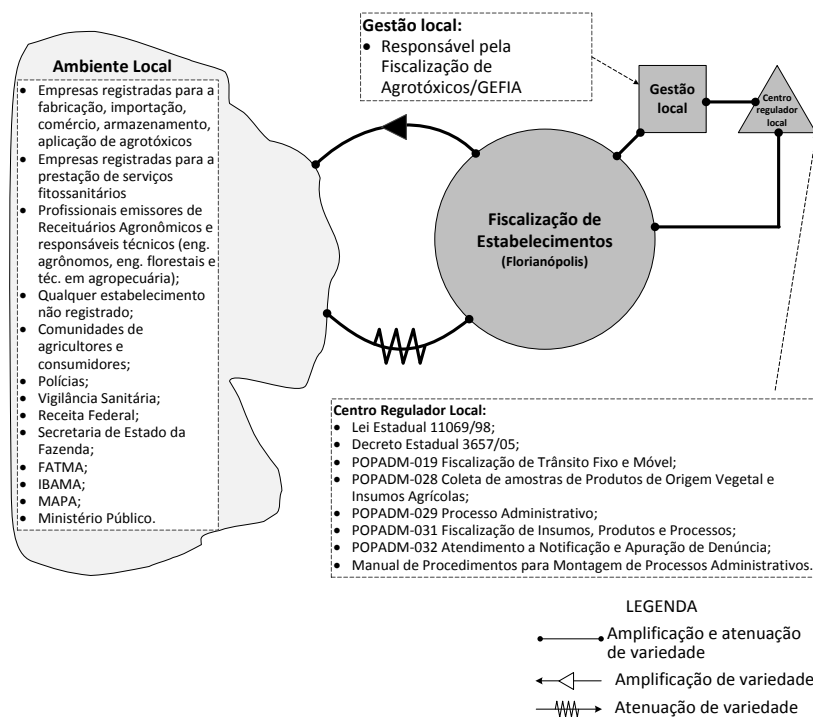 Gestão local:
• Responsável pela
Fiscalização de
Agrotóxicos/GEFIA
Ambiente Local
• Empresas registradas para a
fabricação, importação,
comércio, armazenamento,
aplicação de agrotóxicos
• Empresas registradas para a
prestação de serviços
fitossanitários
• Profissionais emissores de
Receituários Agronômicos e
responsáveis técnicos (eng.
agrônomos, eng. florestais e
téc. em agropecuária);
• Qualquer estabelecimento
não registrado;
• Comunidades de
agricultores e
consumidores;
• Polícias;
• Vigilância Sanitária;
• Receita Federal;
• Secretaria de Estado da
Fazenda;
• FATMA;
• IBAMA;
• MAPA;
• Ministério Público.
Gestão
local
Centro
regulador
local
Fiscalização de
Estabelecimentos
(Florianópolis)
Centro Regulador Local:
• Lei Estadual 11069/98;
• Decreto Estadual 3657/05;
• POPADM-019 Fiscalização de Trânsito Fixo e Móvel;
• POPADM-028 Coleta de amostras de Produtos de Origem Vegetal e
Insumos Agrícolas;
• POPADM-029 Processo Administrativo;
• POPADM-031 Fiscalização de Insumos, Produtos e Processos;
• POPADM-032 Atendimento a Notificação e Apuração de Denúncia;
• Manual de Procedimentos para Montagem de Processos Administrativos.
LEGENDA
Amplificação e atenuação
de variedade
Amplificação de variedade
Atenuação de variedade